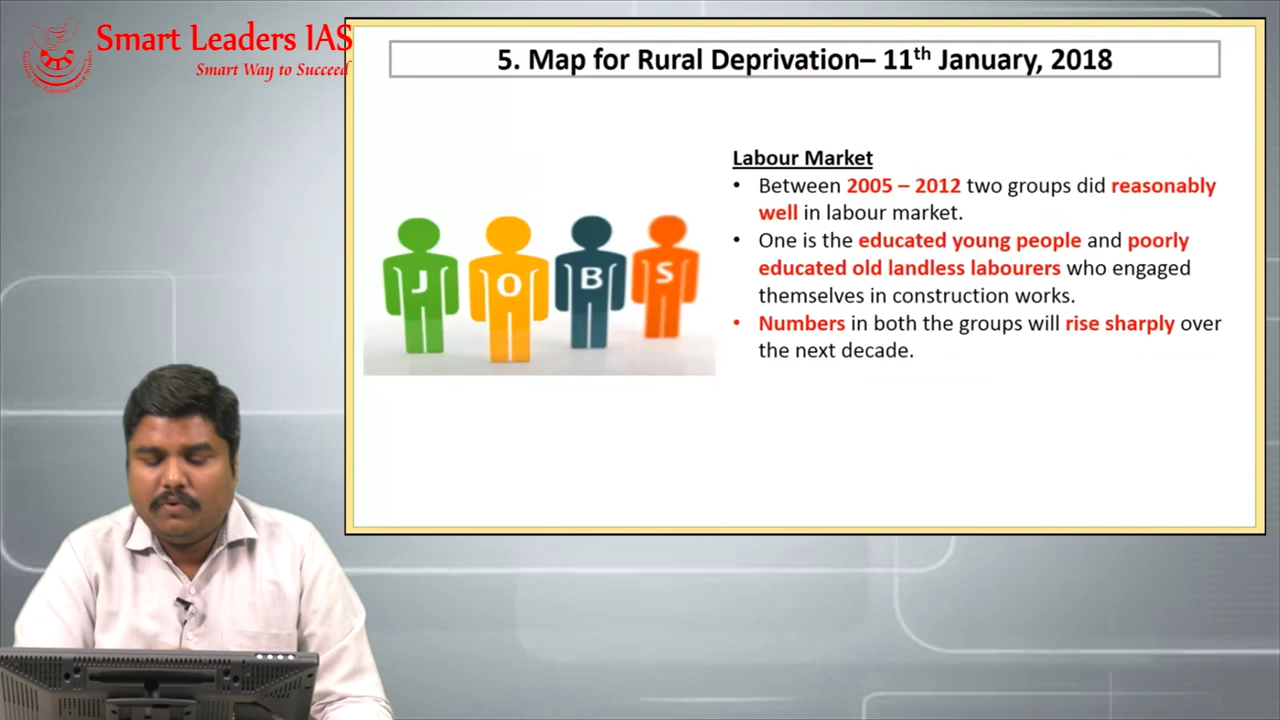 Smart Leaders IAS
Smart Way to Succeed
5. Map for Rural Deprivation– 11th January, 2018
JOBS
Labour Market
• Between 2005 – 2012 two groups did reasonably
well in labour market.
• One is the educated young people and poorly
educated old landless labourers who engaged
themselves in construction works.
• Numbers in both the groups will rise sharply over
the next decade.